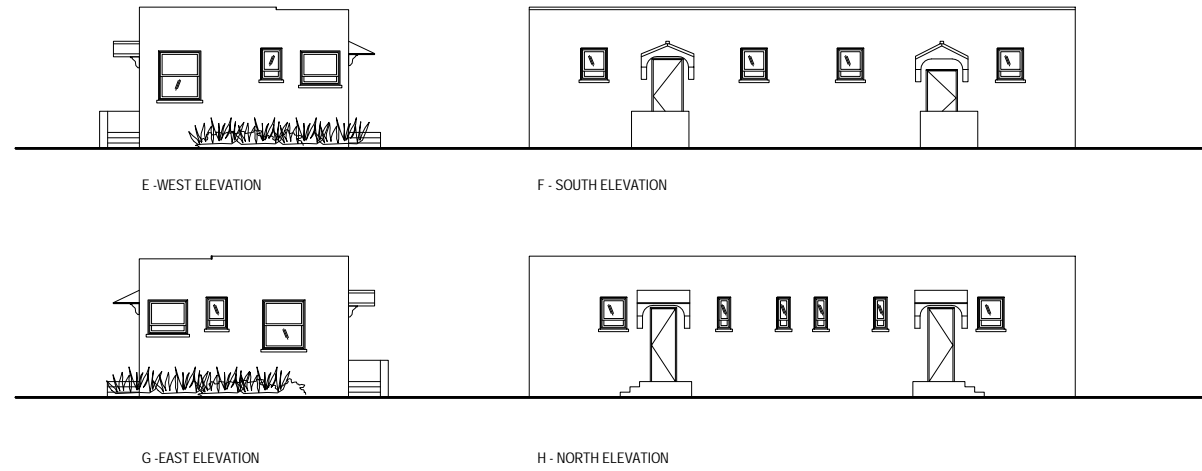 E -WEST ELEVATION
F - SOUTH ELEVATION
G -EAST ELEVATION
H - NORTH ELEVATION